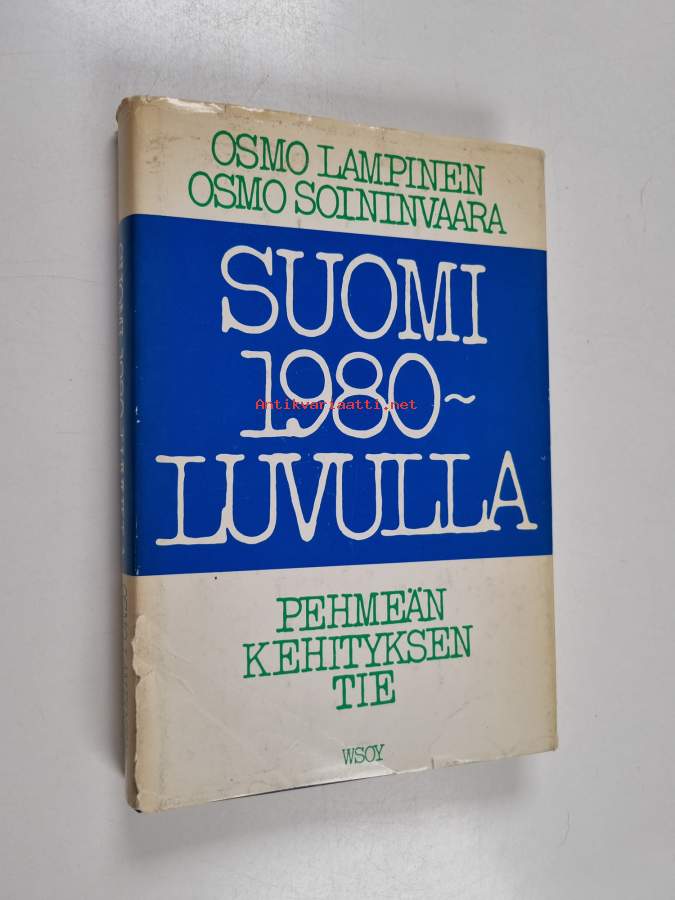 OSMO LAMPINEN
OSMO SOININVAARA
SUOMI
1980~
Antikvariaatti.net
LUVULLA
PEHMEÄN
KEHITYKSEN
TIE
WSOY